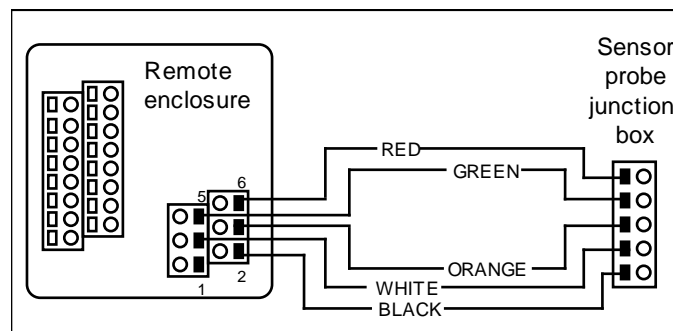 Remote
enclosure
Sensor
probe
junction
box
RED
GREEN
ORANGE
WHITE
BLACK
5
6
1
2